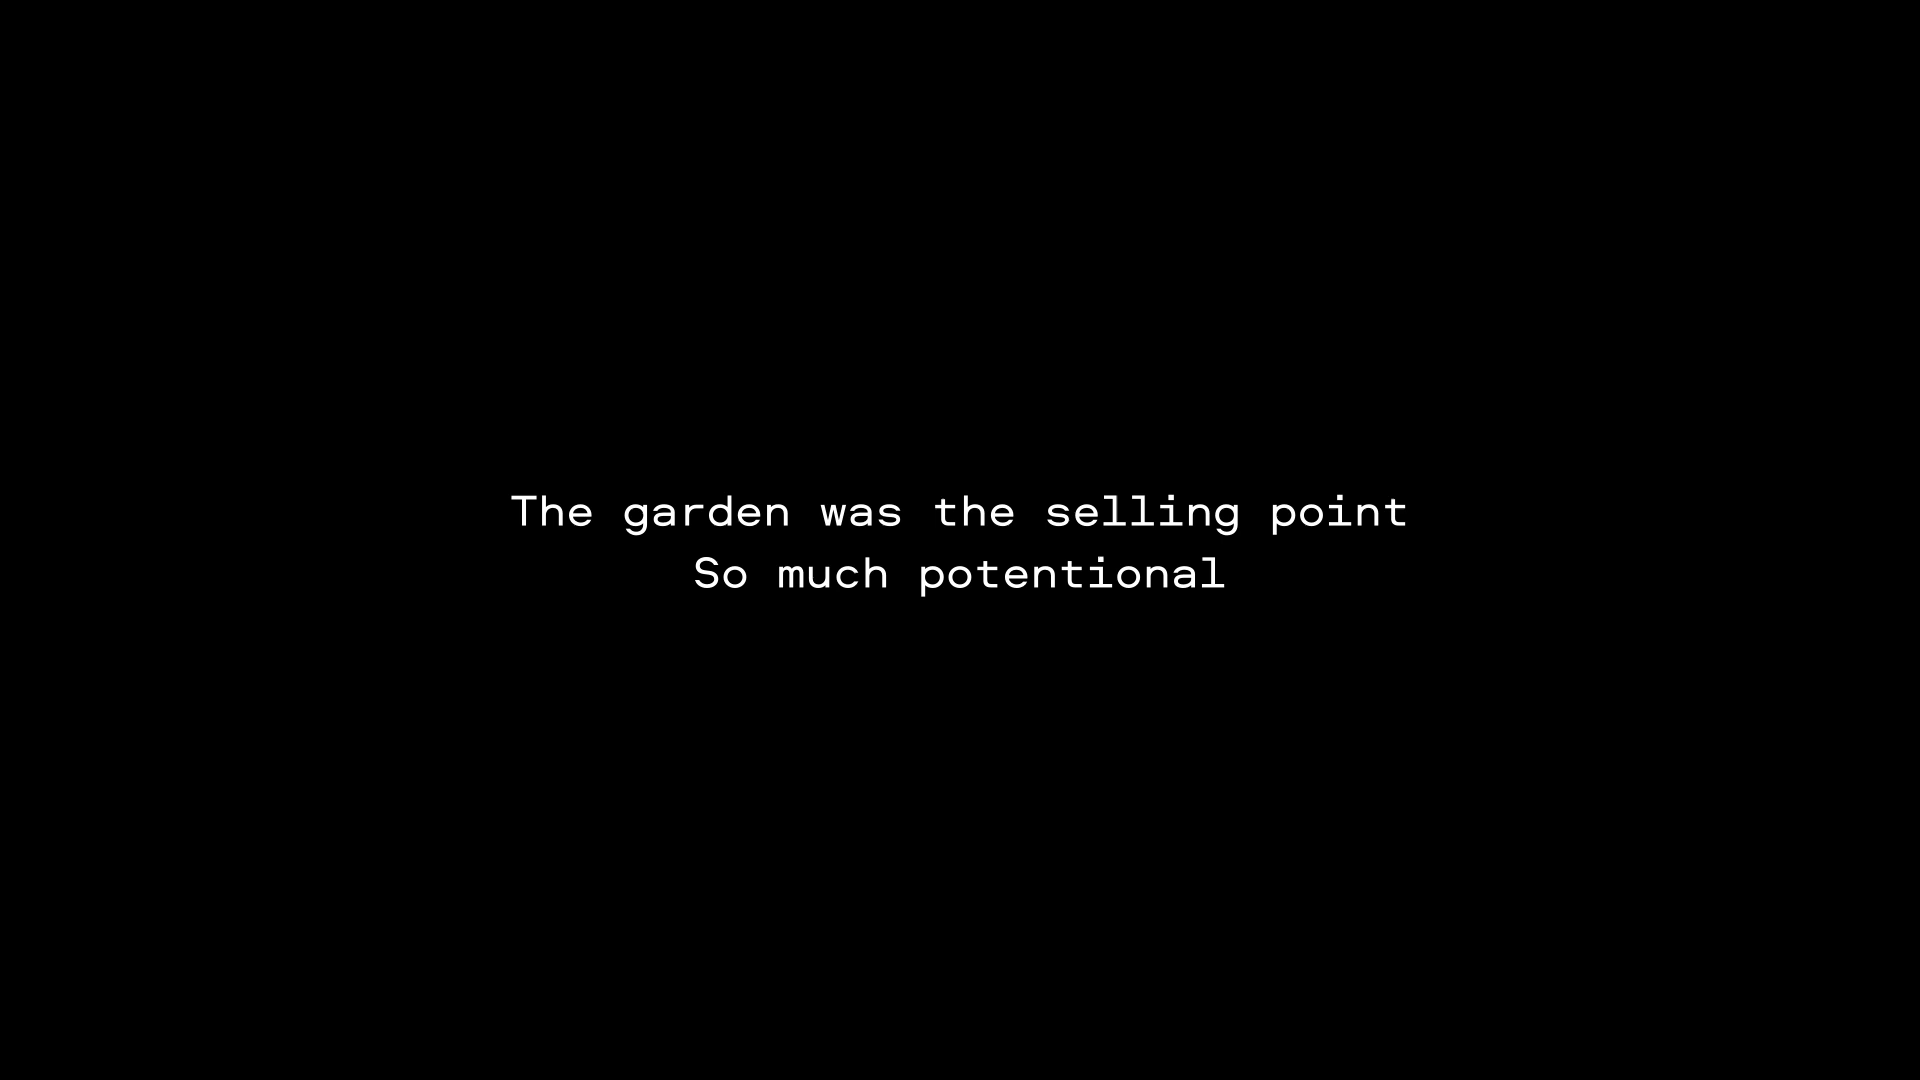 The garden was the selling point
So much potentional